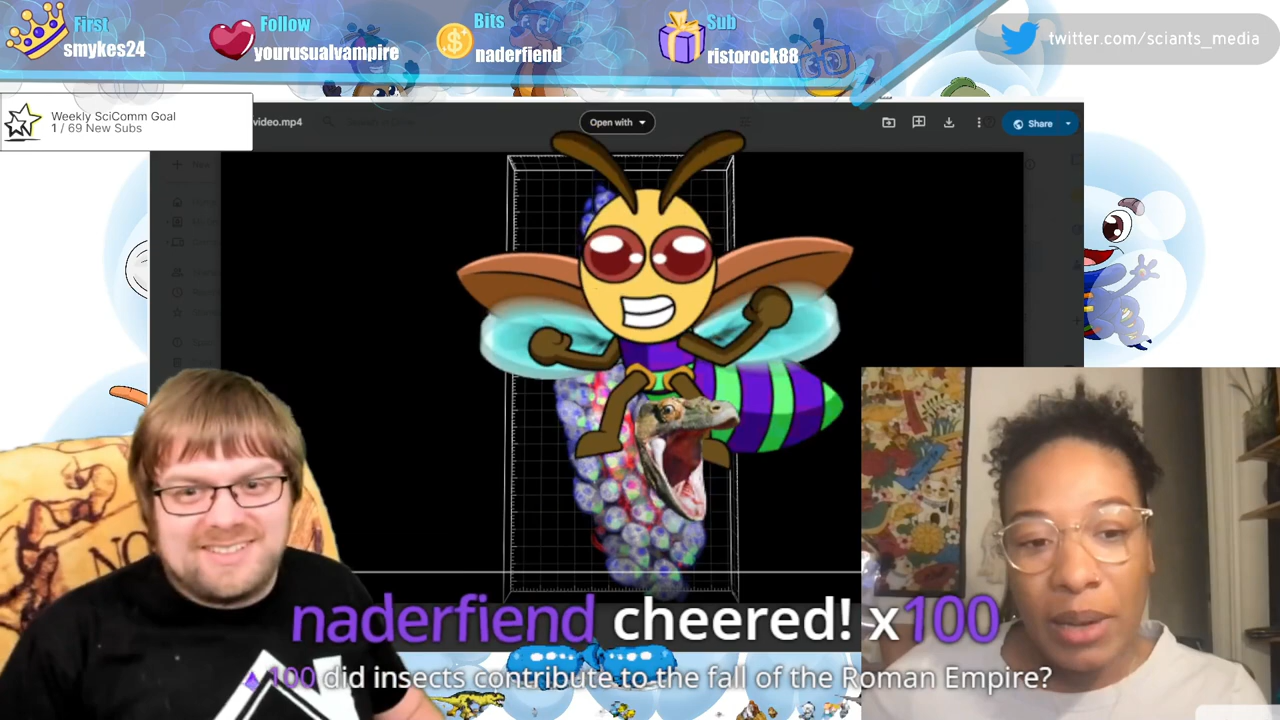 First
smykes24
Follow
yourusualvampire
Bits
naderfiend
Sub
ristorock88
twitter.com/sciants_media
Weekly SciComm Goal
1 / 69 New Subs
video.mp4
Open with
Share
naderfiend cheered! x100
100 did insects contribute to the fall of the Roman Empire?